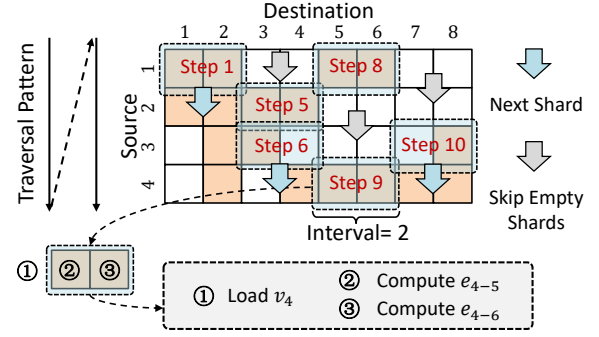 Destination
1 2 3 4 5 6 7 8
Traversal Pattern
Source
1 Step 1 Step 8
2 Step 5
3 Step 6 Step 10
4 Step 9
Next Shard
Skip Empty
Shards
Interval= 2
① ② ③
① Load v₄
② Compute e₄₋₅
③ Compute e₄₋₆